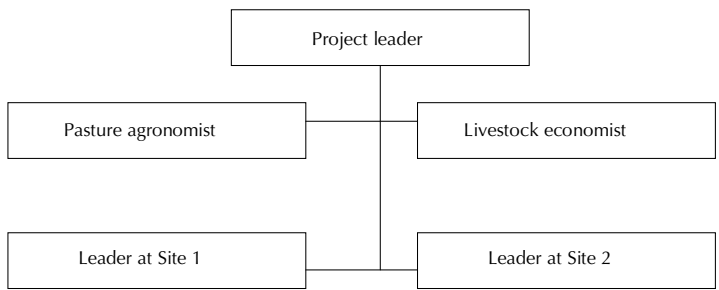 Project leader
Pasture agronomist
Livestock economist
Leader at Site 1
Leader at Site 2